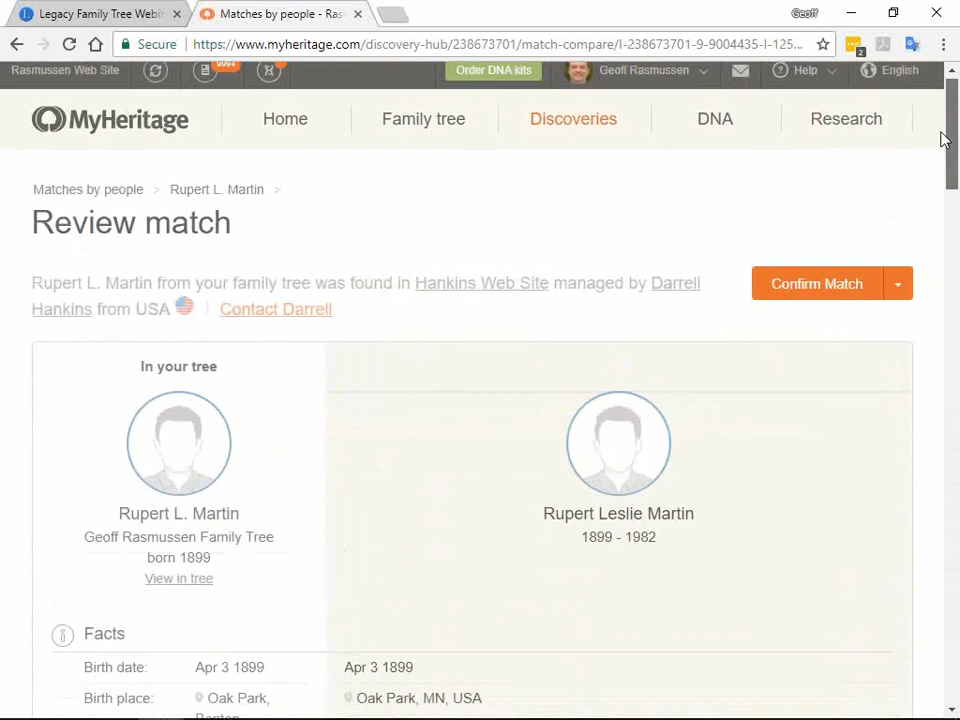 Legacy Family Tree Webin
Matches by people - Ras
Geoff
Secure
https://www.myheritage.com/discovery-hub/238673701/match-compare/I-238673701-9-9004435-I-125...
2
Rasmussen Web Site
999+
Order DNA kits
Geoff Rasmussen
Help
English
MyHeritage
Home
Family tree
Discoveries
DNA
Research
Matches by people > Rupert L. Martin >
Review match
Rupert L. Martin from your family tree was found in Hankins Web Site managed by Darrell
Hankins from USA | Contact Darrell
Confirm Match
In your tree
Rupert L. Martin
Geoff Rasmussen Family Tree
born 1899
View in tree
Rupert Leslie Martin
1899 - 1982
Facts
Birth date: Apr 3 1899 Apr 3 1899
Birth place: Oak Park, Oak Park, MN, USA
Benton